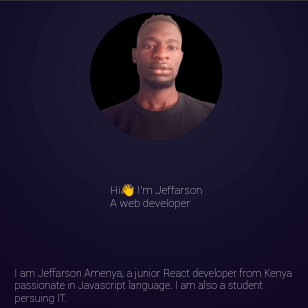 Hi👋 I'm Jeffarson
A web developer
I am Jeffarson Amenya, a junior React developer from Kenya
passionate in Javascript language. I am also a student
persuing IT.